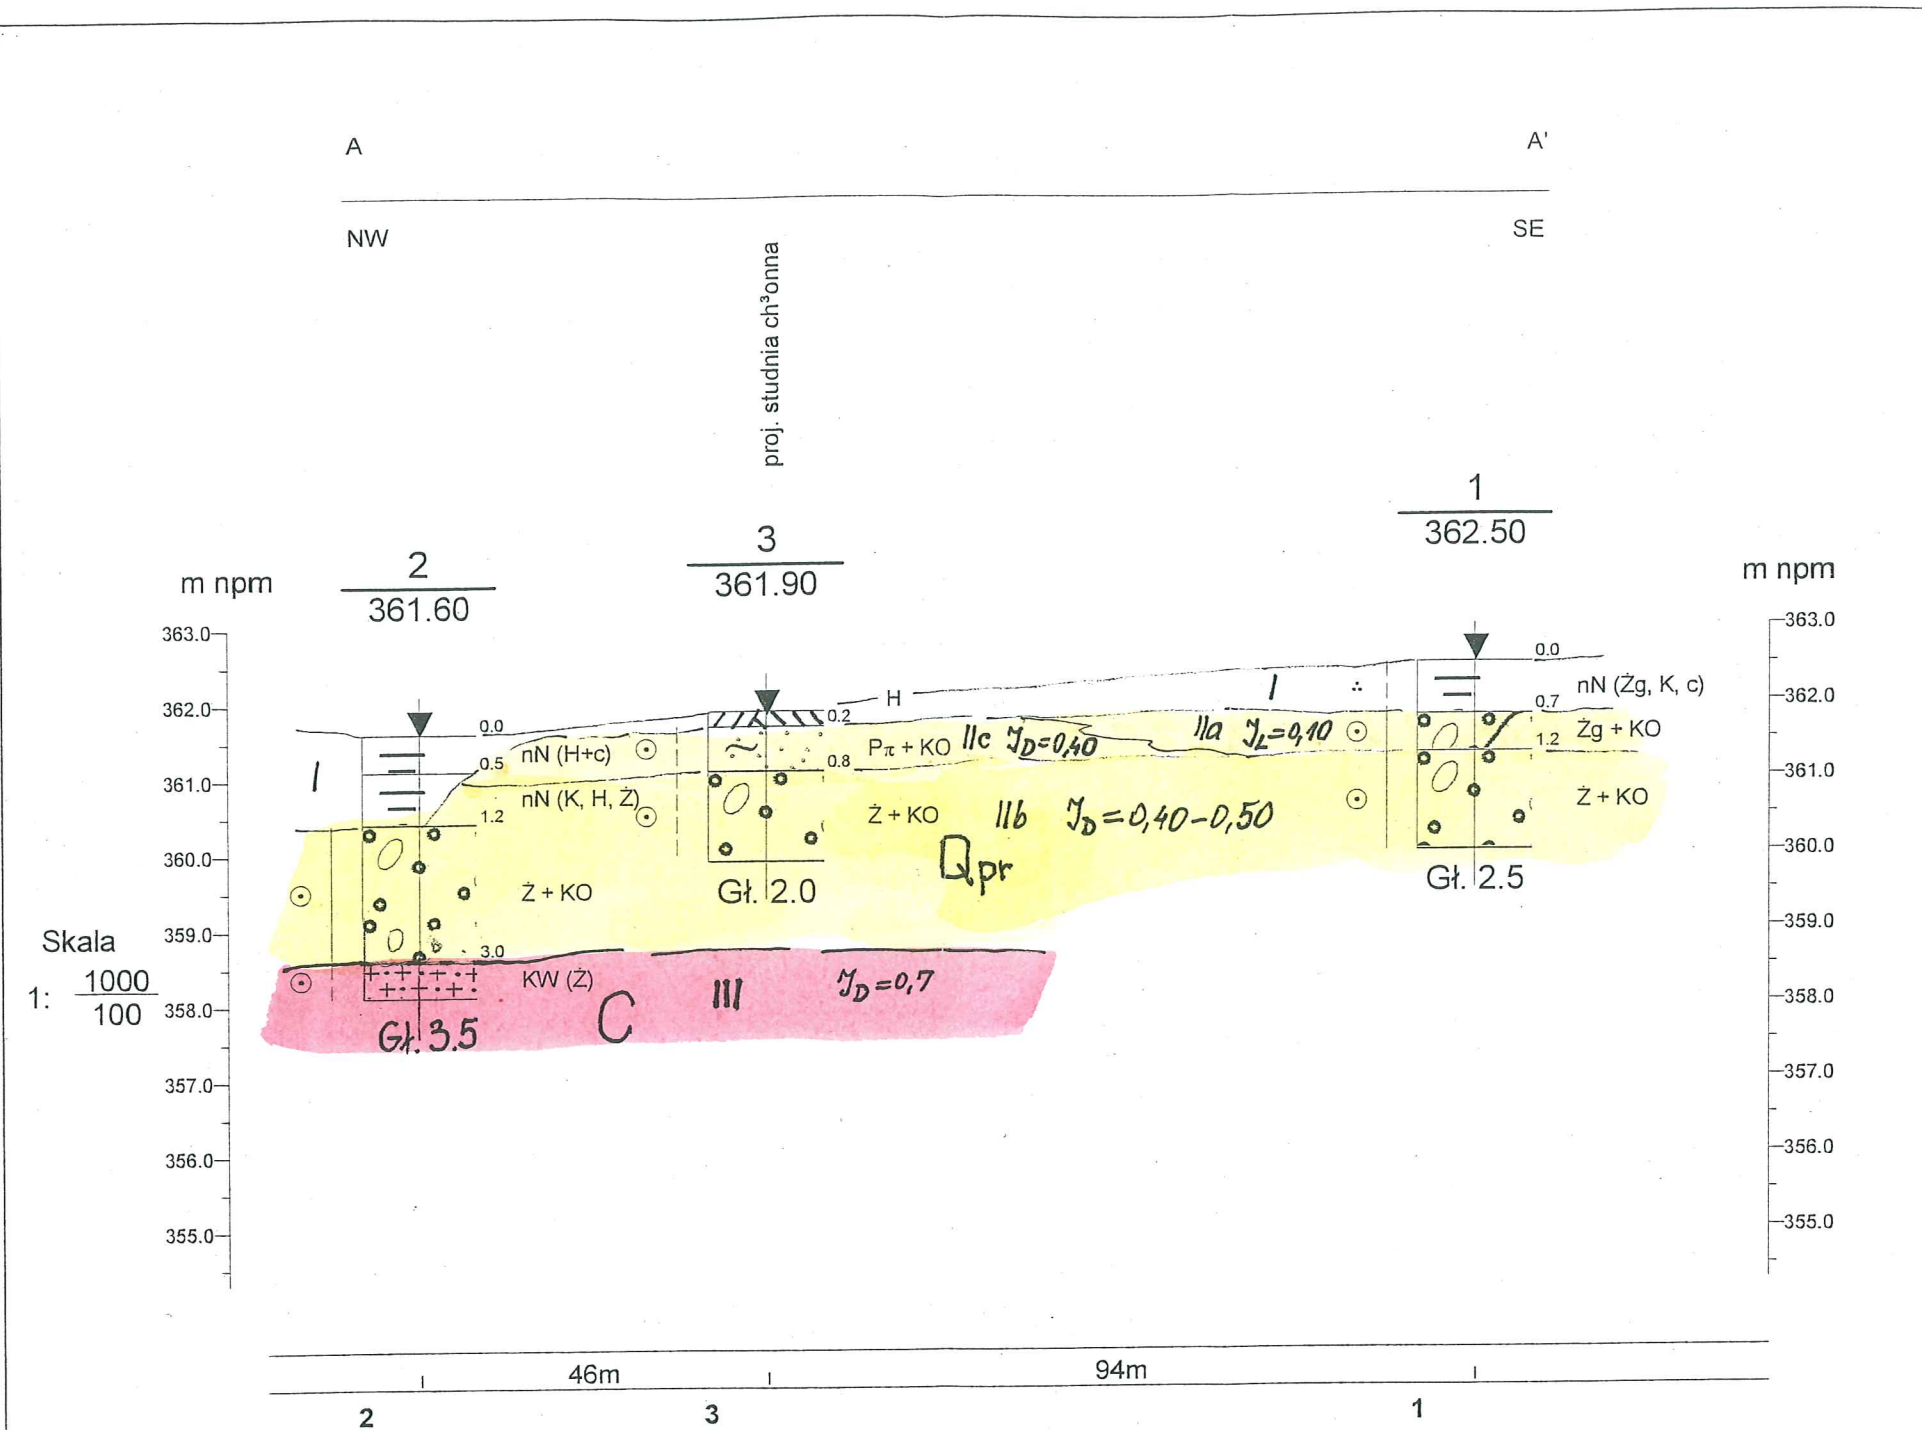 A
A'
NW
SE
proj. studnia ch³onna
1
362.50
3
361.90
2
361.60
m npm
m npm
363.0
362.0
361.0
360.0
359.0
358.0
357.0
356.0
355.0
363.0
362.0
361.0
360.0
359.0
358.0
357.0
356.0
355.0
Skala
1: 1000
100
I
0.0
0.5
1.2
3.0
nN (H+c)
nN (K, H, Ż)
Ż + KO
KW (Ż)
Gł. 3.5
H
0.2
0.8
Pπ + KO
IIc J_D=0,40
Ż + KO
IIb J_D=0,40-0,50
Qpr
Gł. 2.0
I
IIa J_L=0,10
0.0
0.7
1.2
nN (Żg, K, c)
Żg + KO
Ż + KO
Gł. 2.5
C
III
J_D=0,7
46m
94m
2
3
1